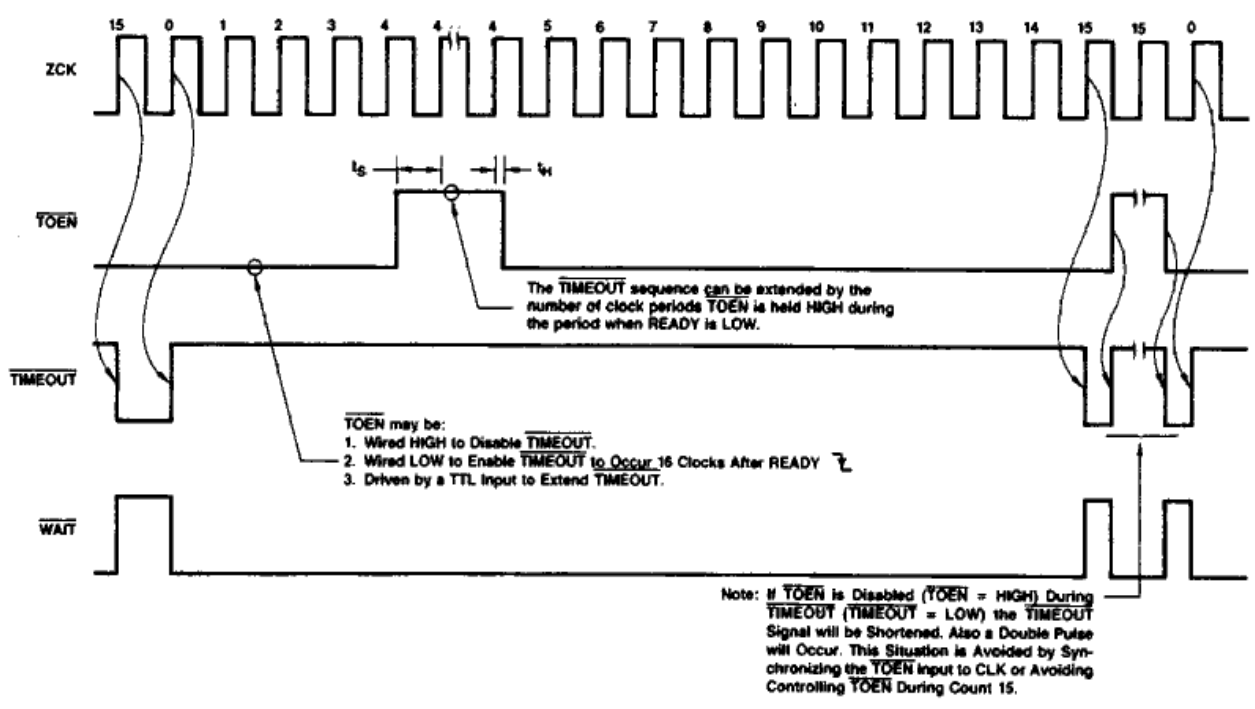 15 0 1 2 3 4 4 4 5 6 7 8 9 10 11 12 13 14 15 15 0
ZCK
tS tH
TOEN
The TIMEOUT sequence can be extended by the
number of clock periods TOEN is held HIGH during
the period when READY is LOW.
TIMEOUT
TOEN may be:
1. Wired HIGH to Disable TIMEOUT.
2. Wired LOW to Enable TIMEOUT to Occur 16 Clocks After READY
3. Driven by a TTL Input to Extend TIMEOUT.
WAIT
Note: If TOEN is Disabled (TOEN = HIGH) During
TIMEOUT (TIMEOUT = LOW) the TIMEOUT
Signal will be Shortened. Also a Double Pulse
will Occur. This Situation is Avoided by Syn-
chronizing the TOEN Input to CLK or Avoiding
Controlling TOEN During Count 15.